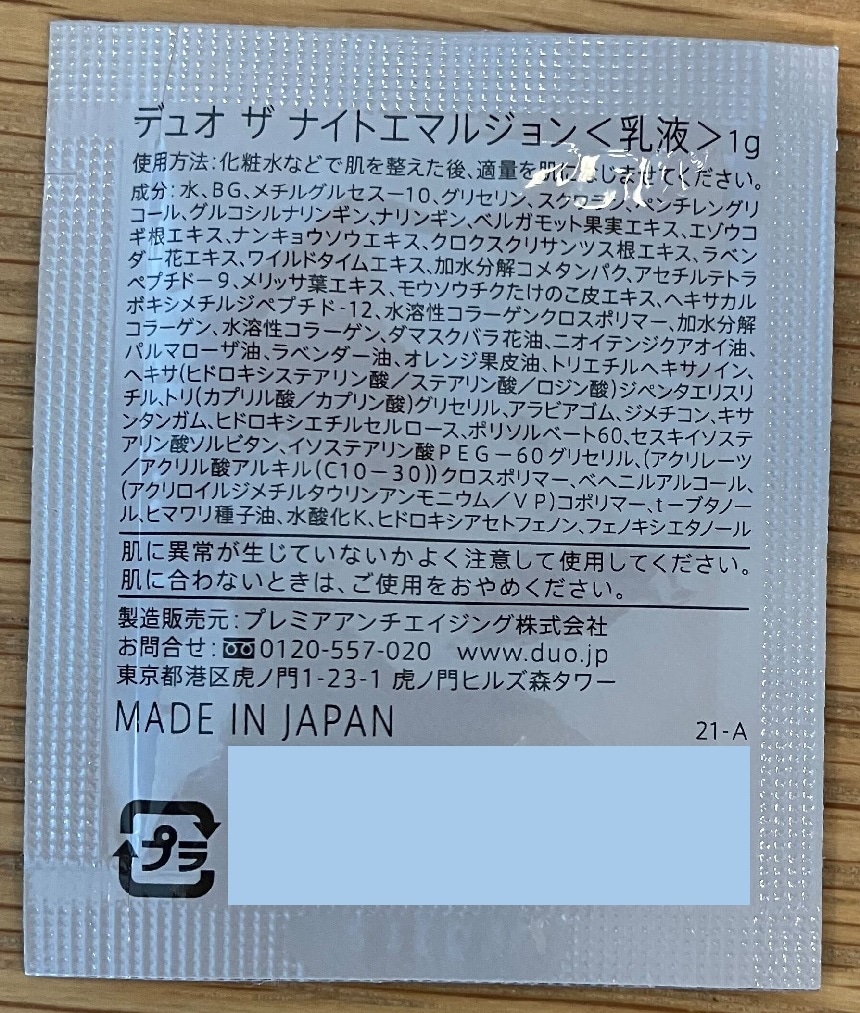 デュオ ザ ナイトエマルジョン＜乳液＞1g
使用方法：化粧水などで肌を整えた後、適量を肌になじませてください。
成分：水、BG、メチルグルセスー10、グリセリン、スクワラン、ペンチレングリ
コール、グルコシルナリンギン、ナリンギン、ベルガモット果実エキス、エゾウコ
ギ根エキス、ナンキョウソウエキス、クロクスクリサンツス根エキス、ラベン
ダー花エキス、ワイルドタイムエキス、加水分解コメタンパク、アセチルテトラ
ペプチドー9、メリッサ葉エキス、モウソウチクたけのこ皮エキス、ヘキサカル
ボキシメチルジペプチド-12、水溶性コラーゲンクロスポリマー、加水分解
コラーゲン、水溶性コラーゲン、ダマスクバラ花油、ニオイテンジクアオイ油、
パルマローザ油、ラベンダー油、オレンジ果皮油、トリエチルヘキサノイン、
ヘキサ(ヒドロキシステアリン酸／ステアリン酸／ロジン酸)ジペンタエリスリ
チル、トリ(カプリル酸／カプリン酸)グリセリル、アラビアゴム、ジメチコン、キサ
ンタンガム、ヒドロキシエチルセルロース、ポリソルベート60、セスキイソステ
アリン酸ソルビタン、イソステアリン酸ＰＥＧ－60グリセリル、(アクリレーツ
／アクリル酸アルキル(C10－30))クロスポリマー、ベヘニルアルコール、
(アクリロイルジメチルタウリンアンモニウム／ＶＰ)コポリマー、t－ブタノー
ル、ヒマワリ種子油、水酸化K、ヒドロキシアセトフェノン、フェノキシエタノール
肌に異常が生じていないかよく注意して使用してください。
肌に合わないときは、ご使用をおやめください。
製造販売元：プレミアアンチエイジング株式会社
お問合せ：0120-557-020 www.duo.jp
東京都港区虎ノ門1-23-1 虎ノ門ヒルズ森タワー
MADE IN JAPAN
21-A
プラ